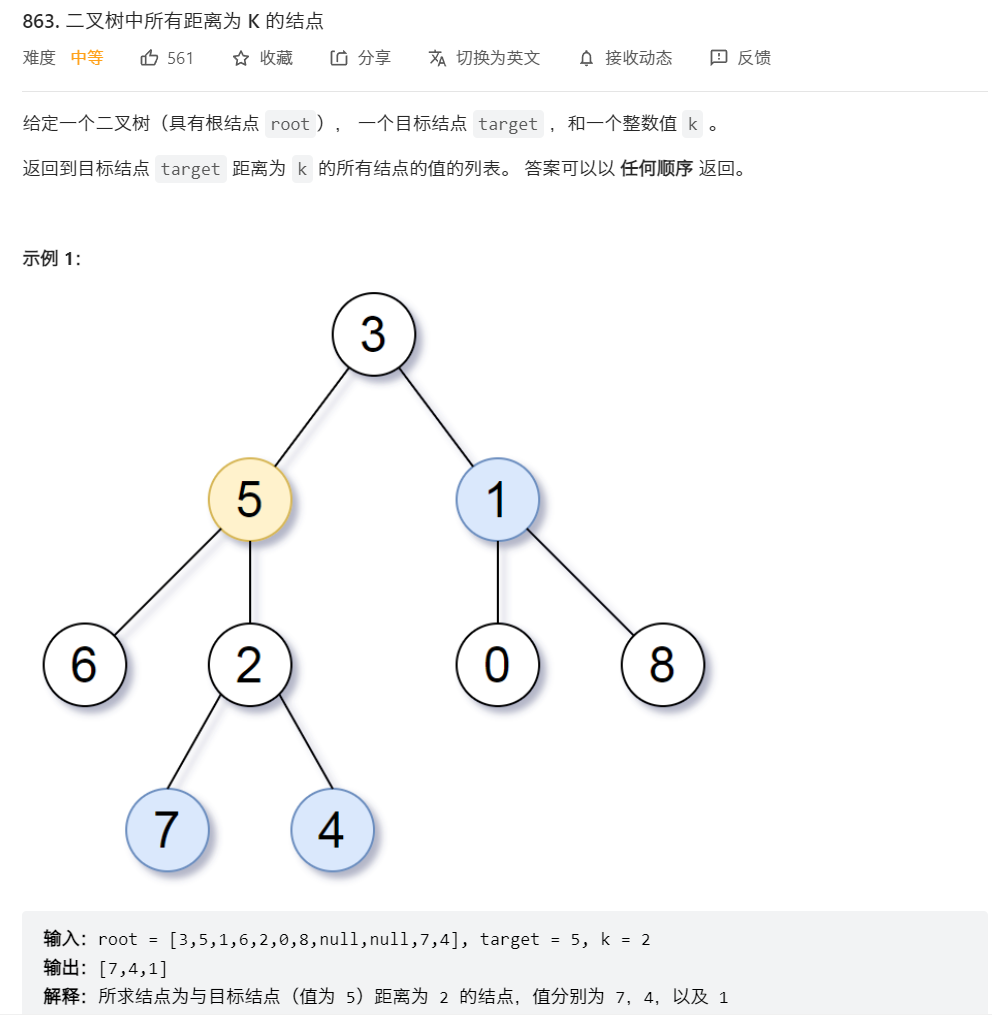 863. 二叉树中所有距离为 K 的结点
难度 中等 561 收藏 分享 切换为英文 接收动态 反馈
给定一个二叉树（具有根结点 root）， 一个目标结点 target ，和一个整数值 k 。
返回到目标结点 target 距离为 k 的所有结点的值的列表。 答案可以以 任何顺序 返回。
示例 1：
3
5 1
6 2 0 8
7 4
输入：root = [3,5,1,6,2,0,8,null,null,7,4], target = 5, k = 2
输出：[7,4,1]
解释：所求结点为与目标结点（值为 5）距离为 2 的结点，值分别为 7，4，以及 1